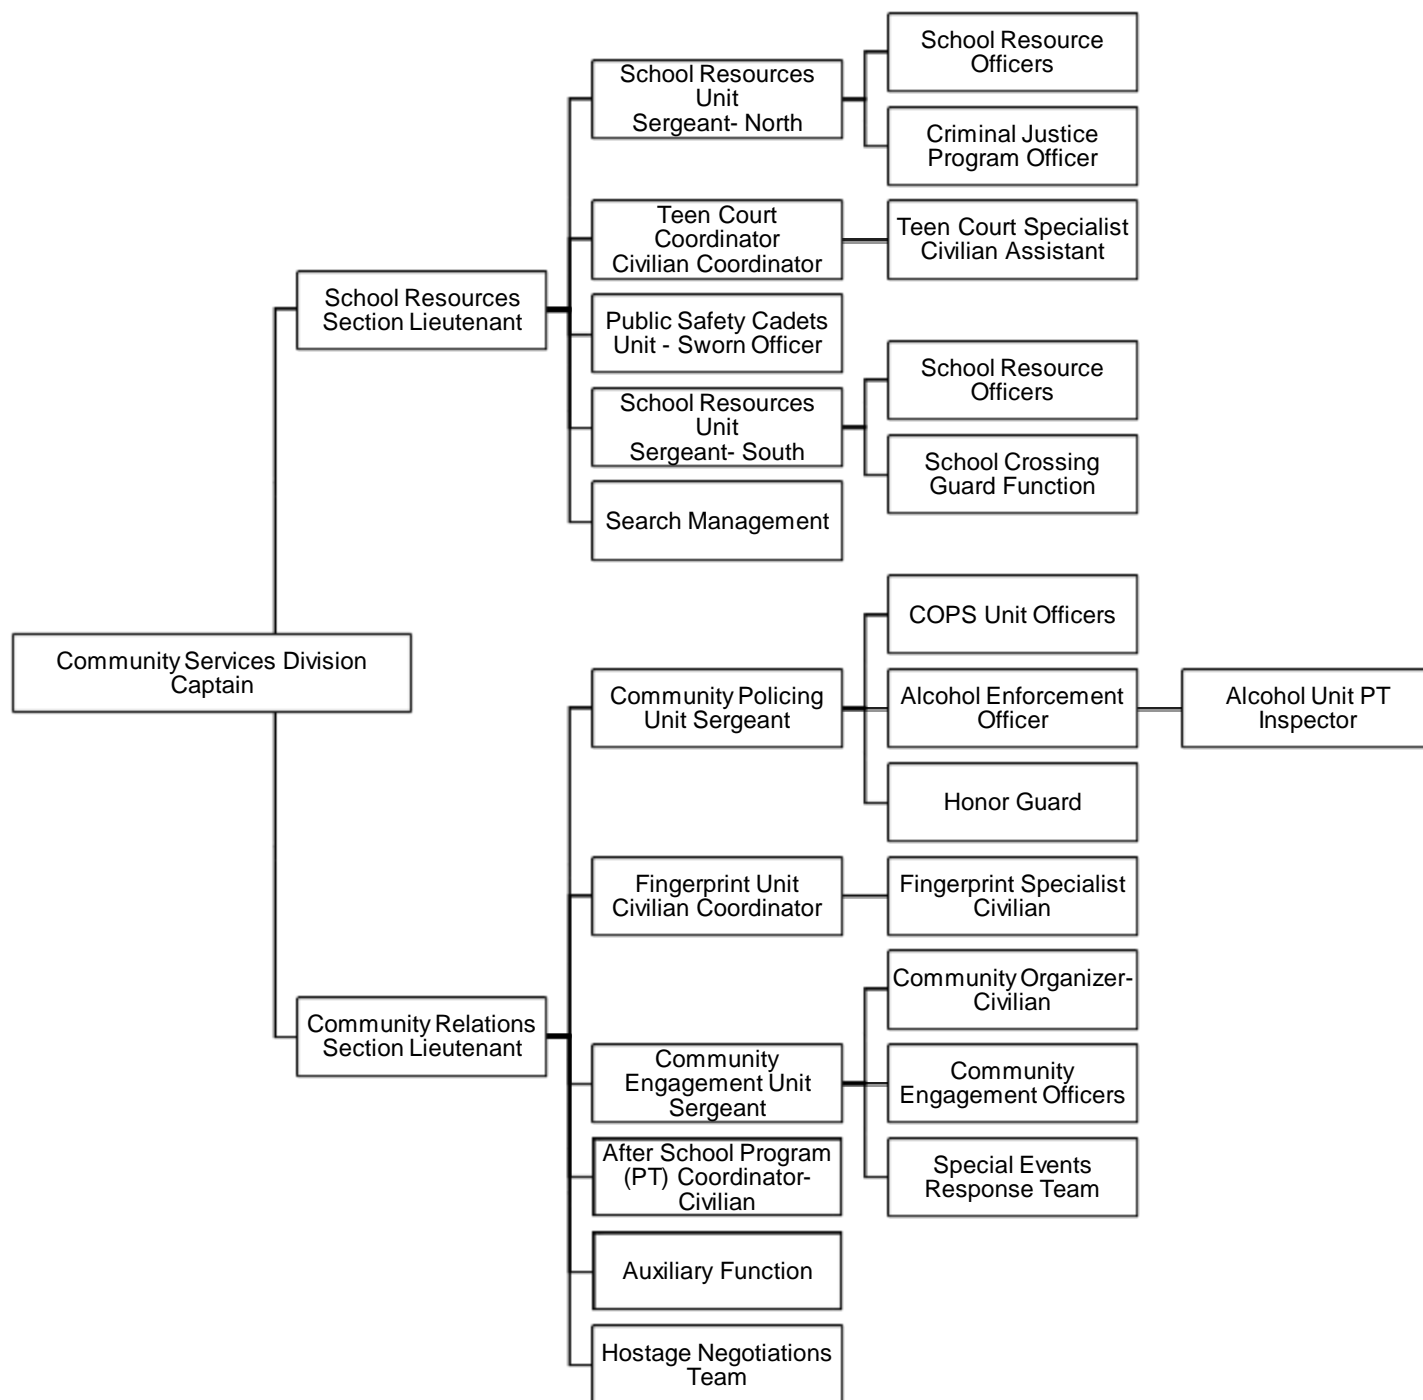 School Resource
Officers
School Resources
Unit
Sergeant- North
Criminal Justice
Program Officer
Teen Court
Coordinator
Civilian Coordinator
Teen Court Specialist
Civilian Assistant
School Resources
Section Lieutenant
Public Safety Cadets
Unit - Sworn Officer
School Resource
Officers
School Resources
Unit
Sergeant- South
School Crossing
Guard Function
Search Management
COPS Unit Officers
Community Services Division
Captain
Community Policing
Unit Sergeant
Alcohol Enforcement
Officer
Alcohol Unit PT
Inspector
Honor Guard
Fingerprint Unit
Civilian Coordinator
Fingerprint Specialist
Civilian
Community Organizer-
Civilian
Community Relations
Section Lieutenant
Community
Engagement Unit
Sergeant
Community
Engagement Officers
After School Program
(PT) Coordinator-
Civilian
Special Events
Response Team
Auxiliary Function
Hostage Negotiations
Team